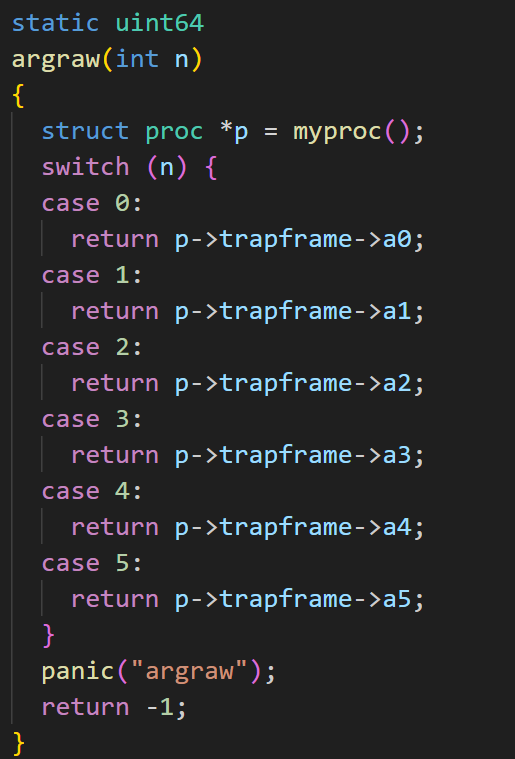 static uint64
argraw(int n)
{
  struct proc *p = myproc();
  switch (n) {
  case 0:
    return p->trapframe->a0;
  case 1:
    return p->trapframe->a1;
  case 2:
    return p->trapframe->a2;
  case 3:
    return p->trapframe->a3;
  case 4:
    return p->trapframe->a4;
  case 5:
    return p->trapframe->a5;
  }
  panic("argraw");
  return -1;
}